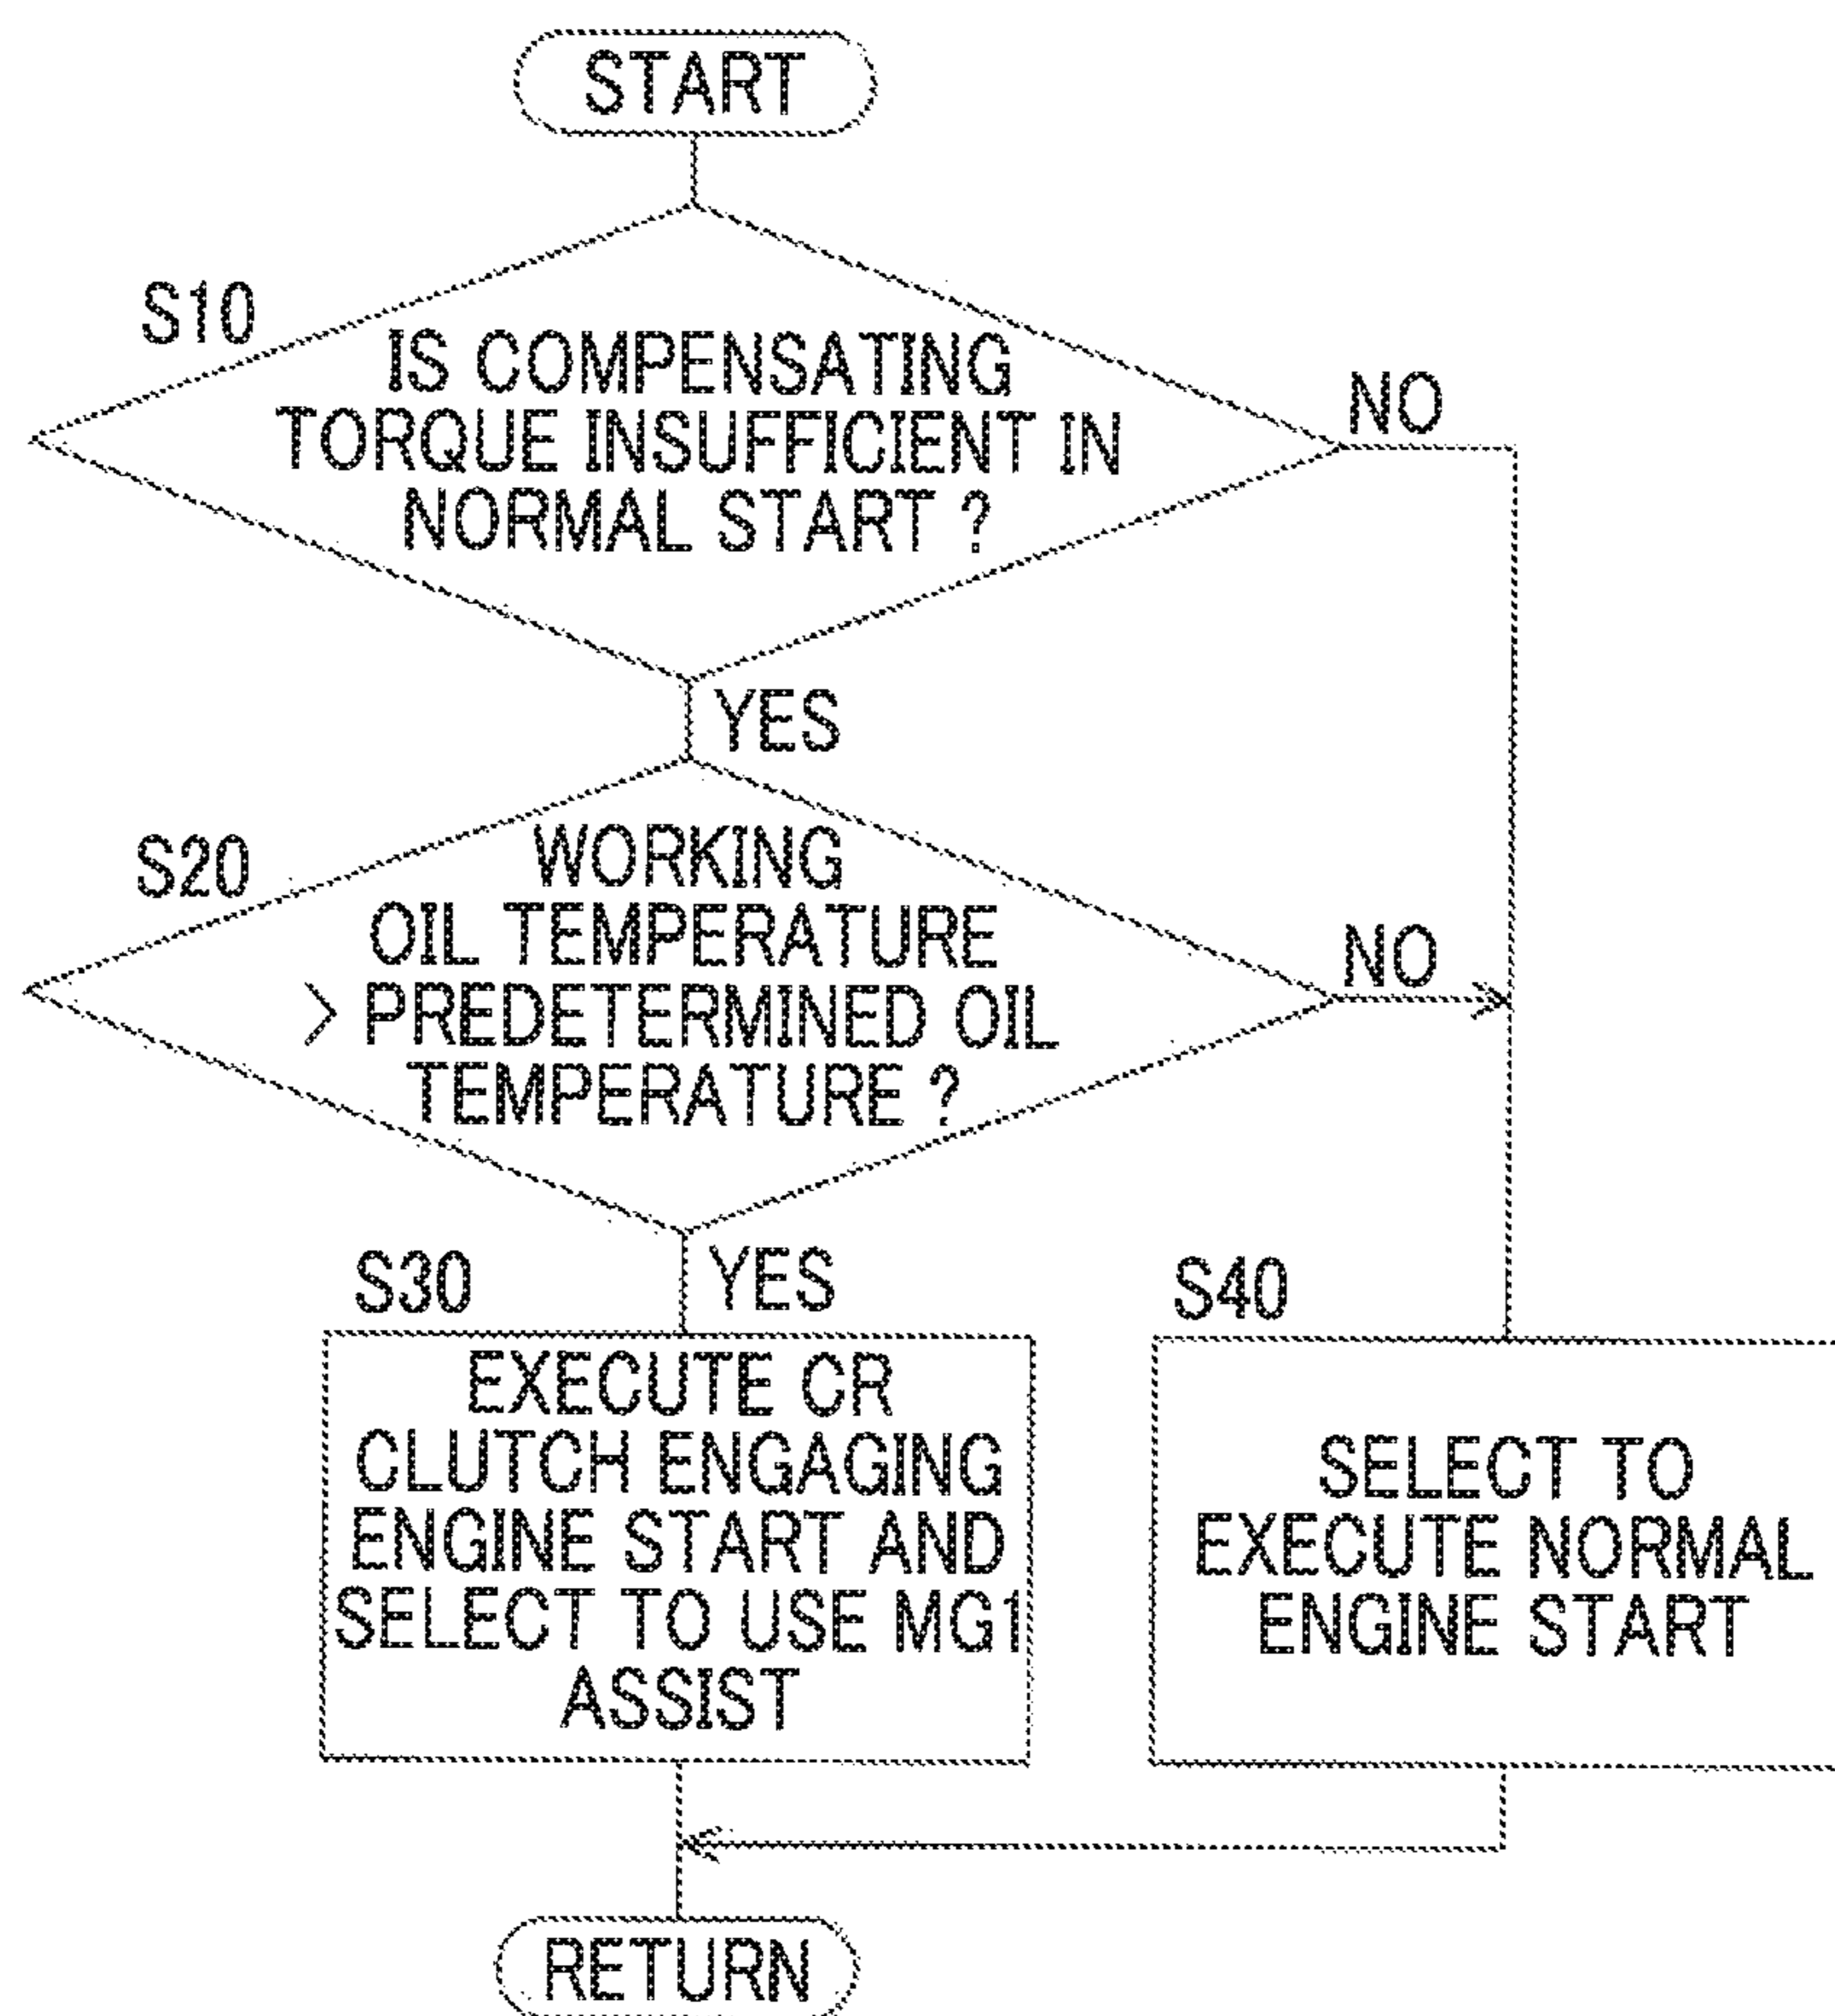 START
S10
IS COMPENSATING
TORQUE INSUFFICIENT IN
NORMAL START ?
NO
YES
S20
WORKING
OIL TEMPERATURE
> PREDETERMINED OIL
TEMPERATURE ?
NO
YES
S30
EXECUTE CR
CLUTCH ENGAGING
ENGINE START AND
SELECT TO USE MG1
ASSIST
S40
SELECT TO
EXECUTE NORMAL
ENGINE START
RETURN